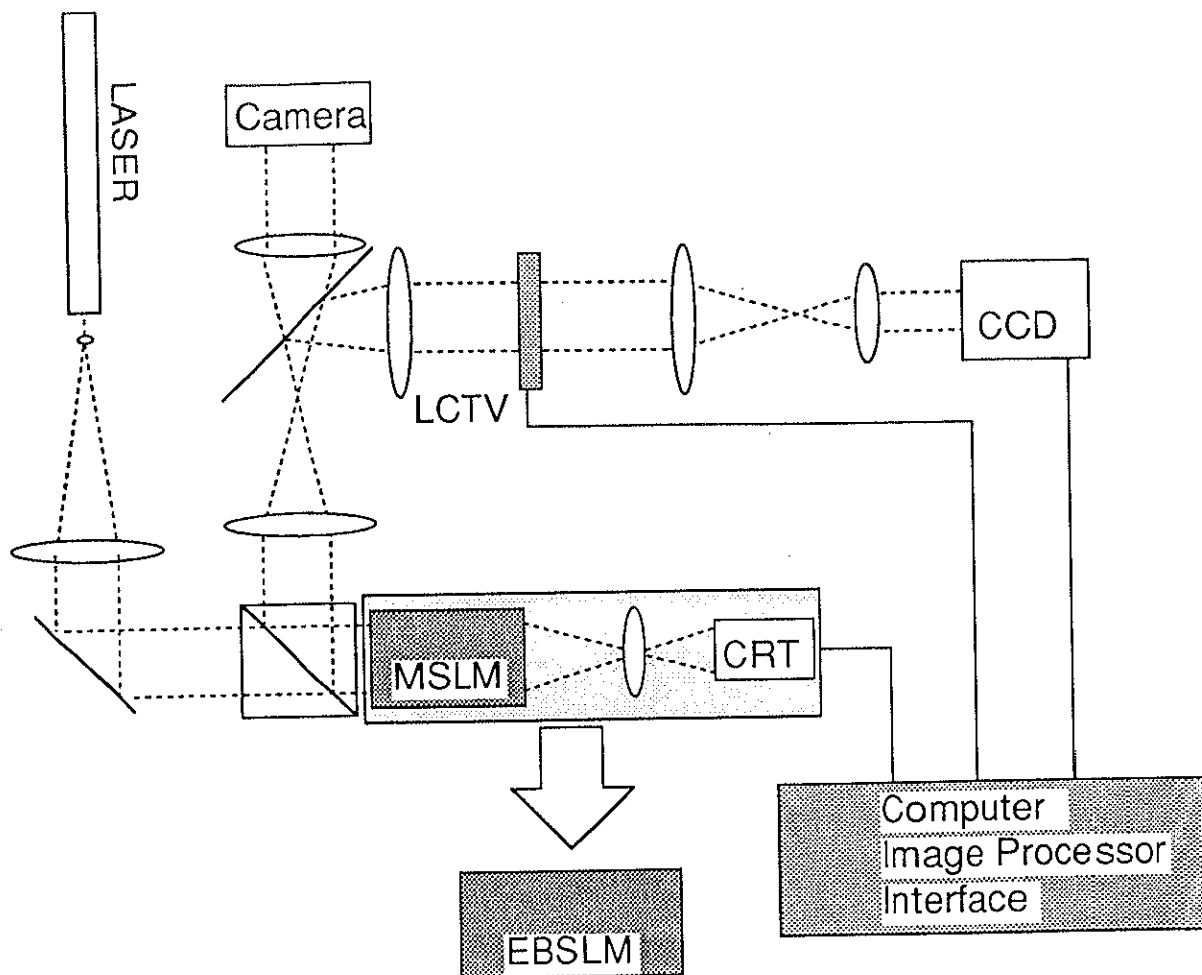 LASER
Camera
CCD
LCTV
MSLM
CRT
Computer
Image Processor
Interface
EBSLM